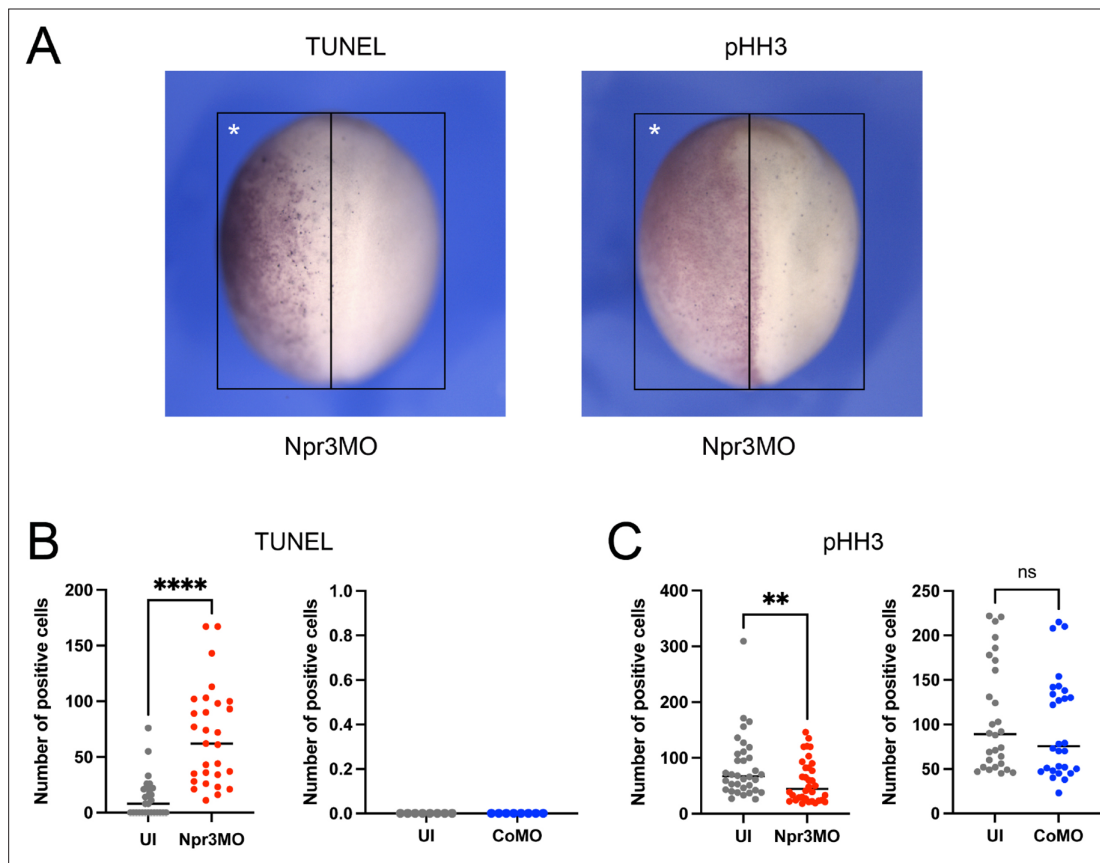 A
TUNEL
pHH3
*
*
Npr3MO
Npr3MO
B
TUNEL
Number of positive cells
200
150
100
50
0
****
UI
Npr3MO
Number of positive cells
1.0
0.8
0.6
0.4
0.2
0.0
UI
CoMO
C
pHH3
Number of positive cells
400
300
200
100
0
**
UI
Npr3MO
Number of positive cells
250
200
150
100
50
0
ns
UI
CoMO